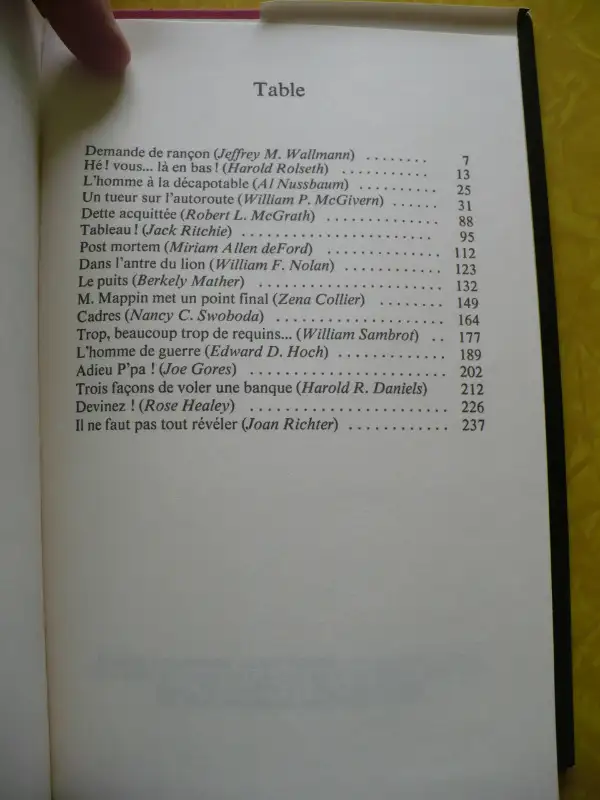 Table
Demande de rançon (Jeffrey M. Wallmann) ........ 7
Hé ! vous... là en bas ! (Harold Rolseth) ............ 13
L'homme à la décapotable (Al Nussbaum) .......... 25
Un tueur sur l'autoroute (William P. McGivern) ...... 31
Dette acquittée (Robert L. McGrath) ............... 88
Tableau ! (Jack Ritchie) ......................... 95
Post mortem (Miriam Allen deFord) ................ 112
Dans l'antre du lion (William F. Nolan) ............ 123
Le puits (Berkely Mather) ........................ 132
M. Mappin met un point final (Zena Collier) ........ 149
Cadres (Nancy C. Swoboda) ...................... 164
Trop, beaucoup trop de requins... (William Sambrot) .. 177
L'homme de guerre (Edward D. Hoch) ............. 189
Adieu P'pa ! (Joe Gores) ......................... 202
Trois façons de voler une banque (Harold R. Daniels) 212
Devinez ! (Rose Healey) ........................ 226
Il ne faut pas tout révéler (Joan Richter) ............ 237